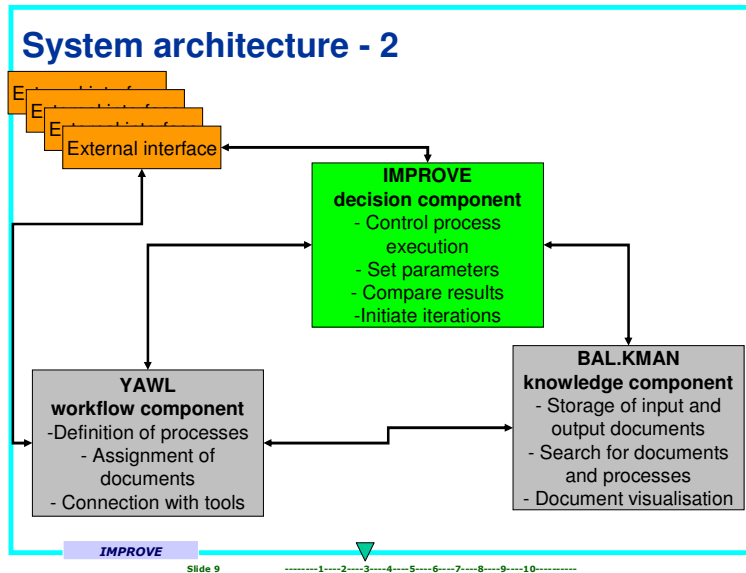 System architecture - 2
External interface
IMPROVE
decision component
- Control process
execution
- Set parameters
- Compare results
-Initiate iterations
YAWL
workflow component
-Definition of processes
- Assignment of
documents
- Connection with tools
BAL.KMAN
knowledge component
- Storage of input and
output documents
- Search for documents
and processes
- Document visualisation
IMPROVE
Slide 9
--------1----2----3----4----5----6----7----8----9----10----------